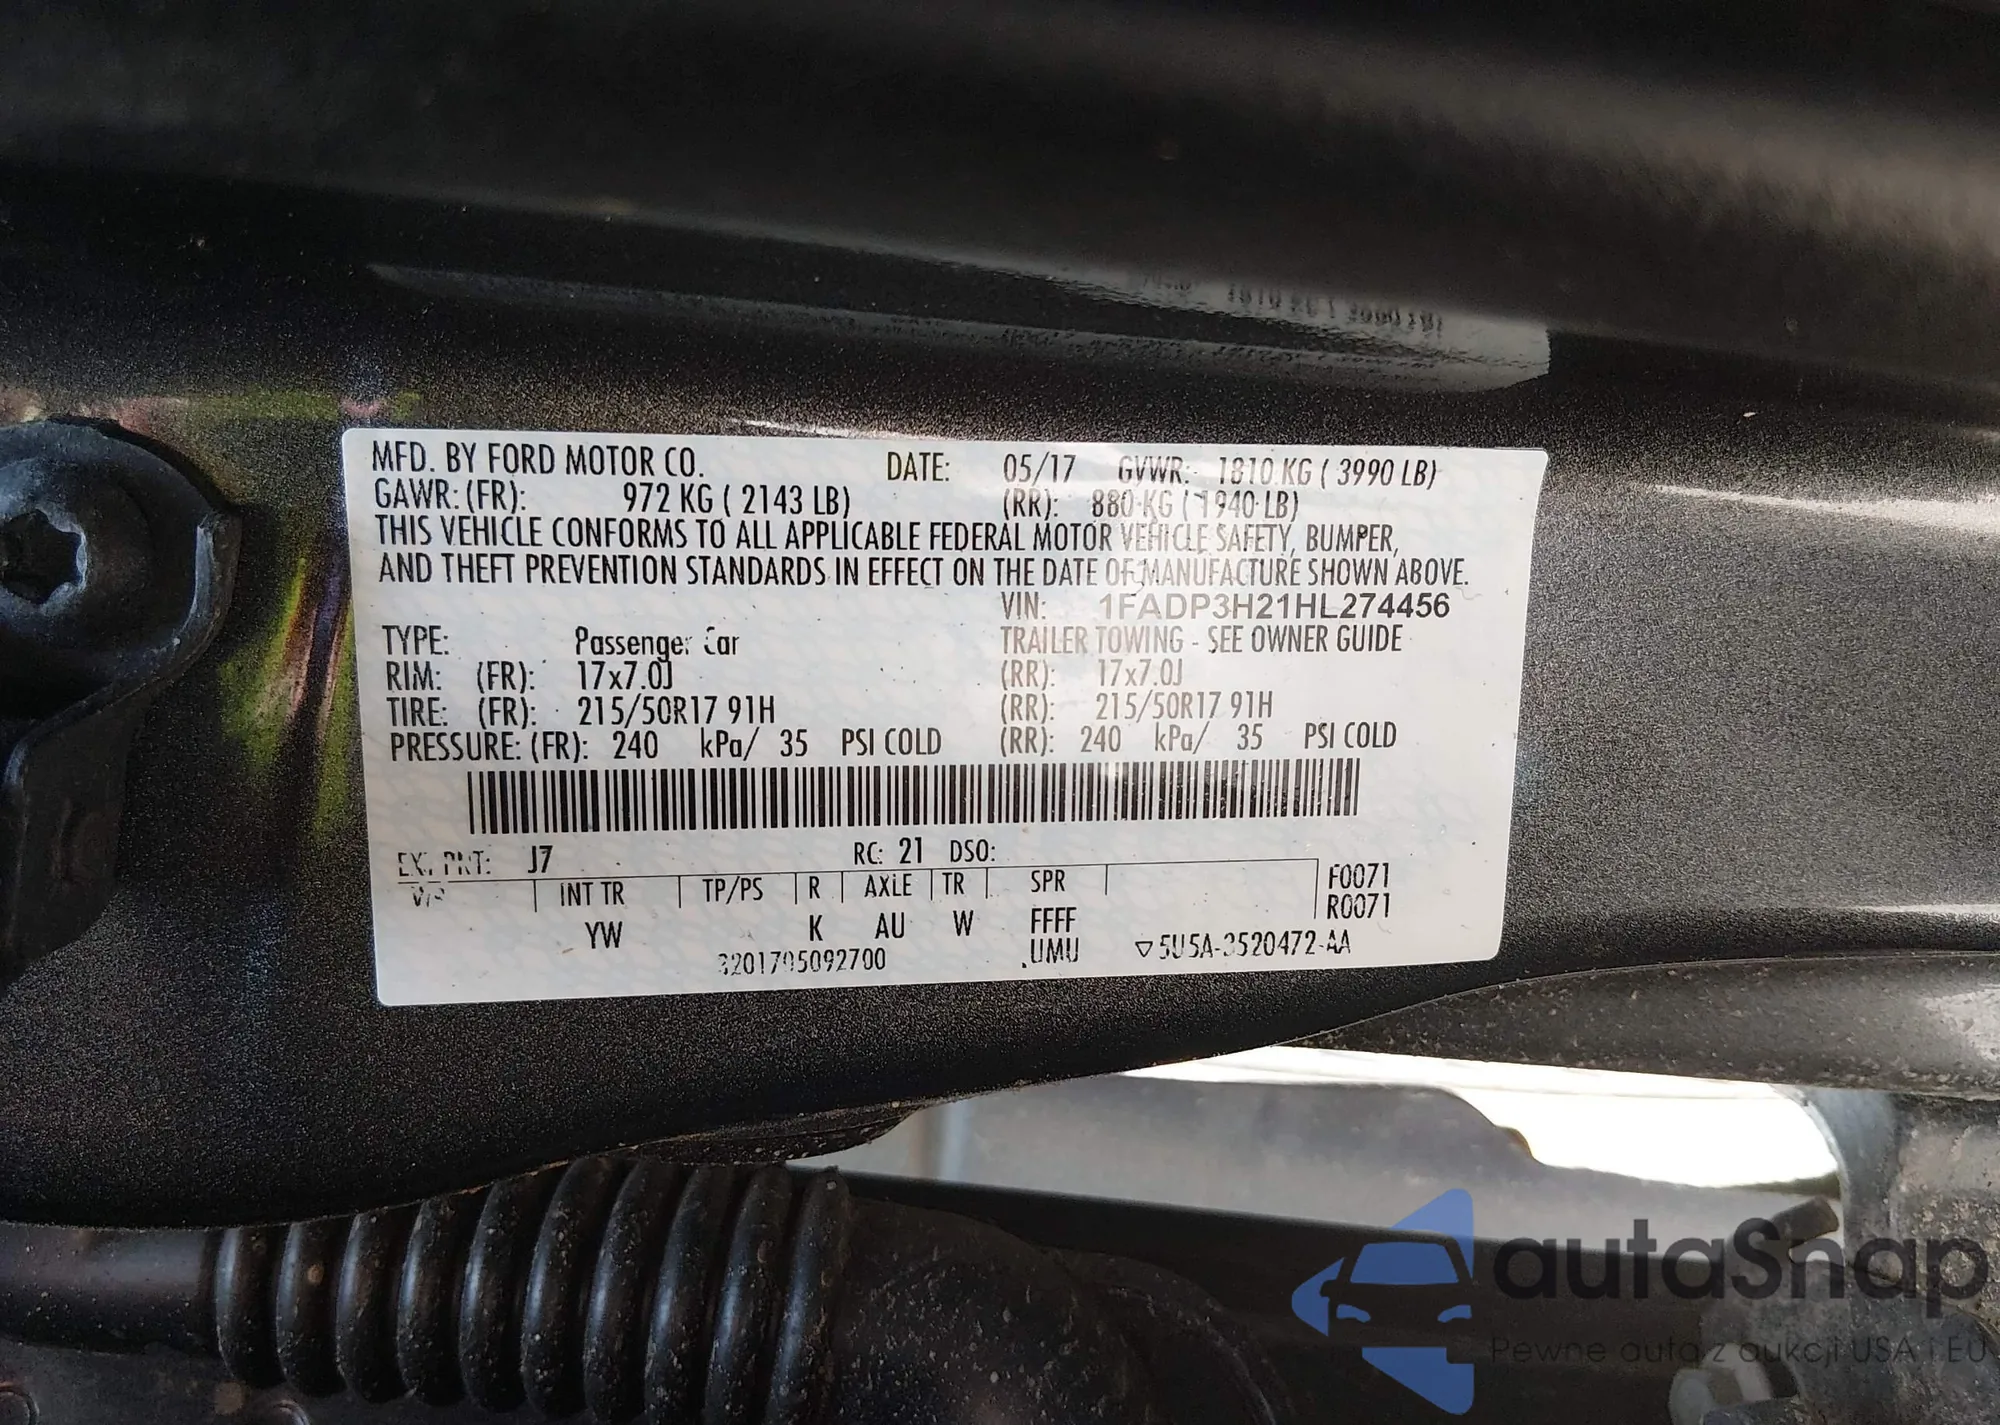 MFD. BY FORD MOTOR CO. DATE: 05/17 GVWR: 1810 KG ( 3990 LB)
GAWR: (FR): 972 KG ( 2143 LB) (RR): 880 KG ( 1940 LB)
THIS VEHICLE CONFORMS TO ALL APPLICABLE FEDERAL MOTOR VEHICLE SAFETY, BUMPER,
AND THEFT PREVENTION STANDARDS IN EFFECT ON THE DATE OF MANUFACTURE SHOWN ABOVE.
VIN: 1FADP3H21HL274456
TYPE: Passenger Car TRAILER TOWING - SEE OWNER GUIDE
RIM: (FR): 17x7.0J (RR): 17x7.0J
TIRE: (FR): 215/50R17 91H (RR): 215/50R17 91H
PRESSURE: (FR): 240 kPa/ 35 PSI COLD (RR): 240 kPa/ 35 PSI COLD
EXT PNT: J7 RC: 21 DSO:
INT TR TP/PS R AXLE TR SPR F0071
R0071
YW K AU W FFFF
3201705092700 UMU ▽5U5A-3520472-AA
autaSnap
Pewne auta z aukcji USA i EU